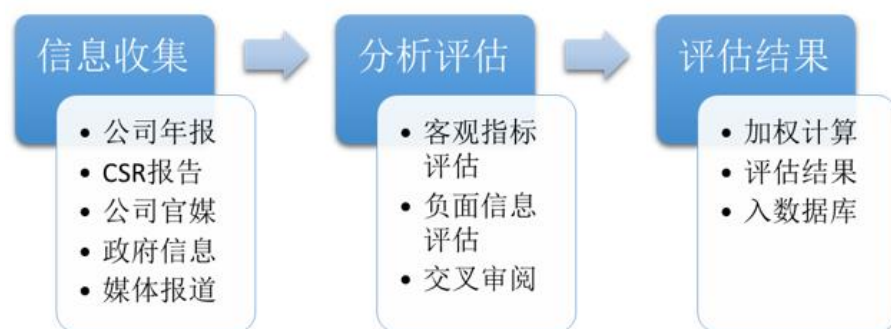 信息收集
• 公司年报
• CSR报告
• 公司官媒
• 政府信息
• 媒体报道
分析评估
• 客观指标
评估
• 负面信息
评估
• 交叉审阅
评估结果
• 加权计算
• 评估结果
• 入数据库